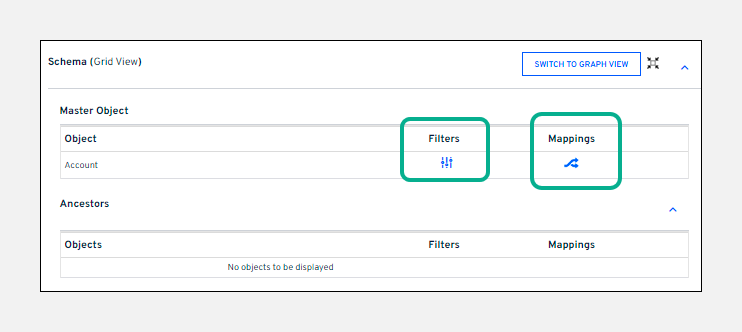 Schema (Grid View)
SWITCH TO GRAPH VIEW
Master Object
Object Filters Mappings
Account
Ancestors
Objects Filters Mappings
No objects to be displayed